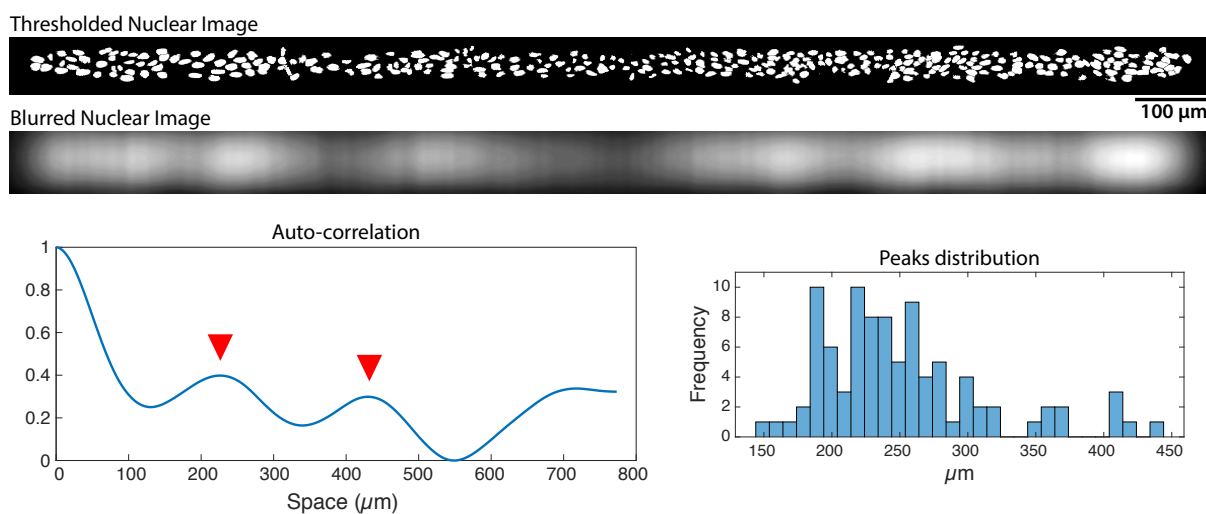 Thresholded Nuclear Image
100 µm
Blurred Nuclear Image
Auto-correlation
1
0.8
0.6
0.4
0.2
0
0 100 200 300 400 500 600 700 800
Space (µm)
Peaks distribution
Frequency
10
8
6
4
2
0
150 200 250 300 350 400 450
µm